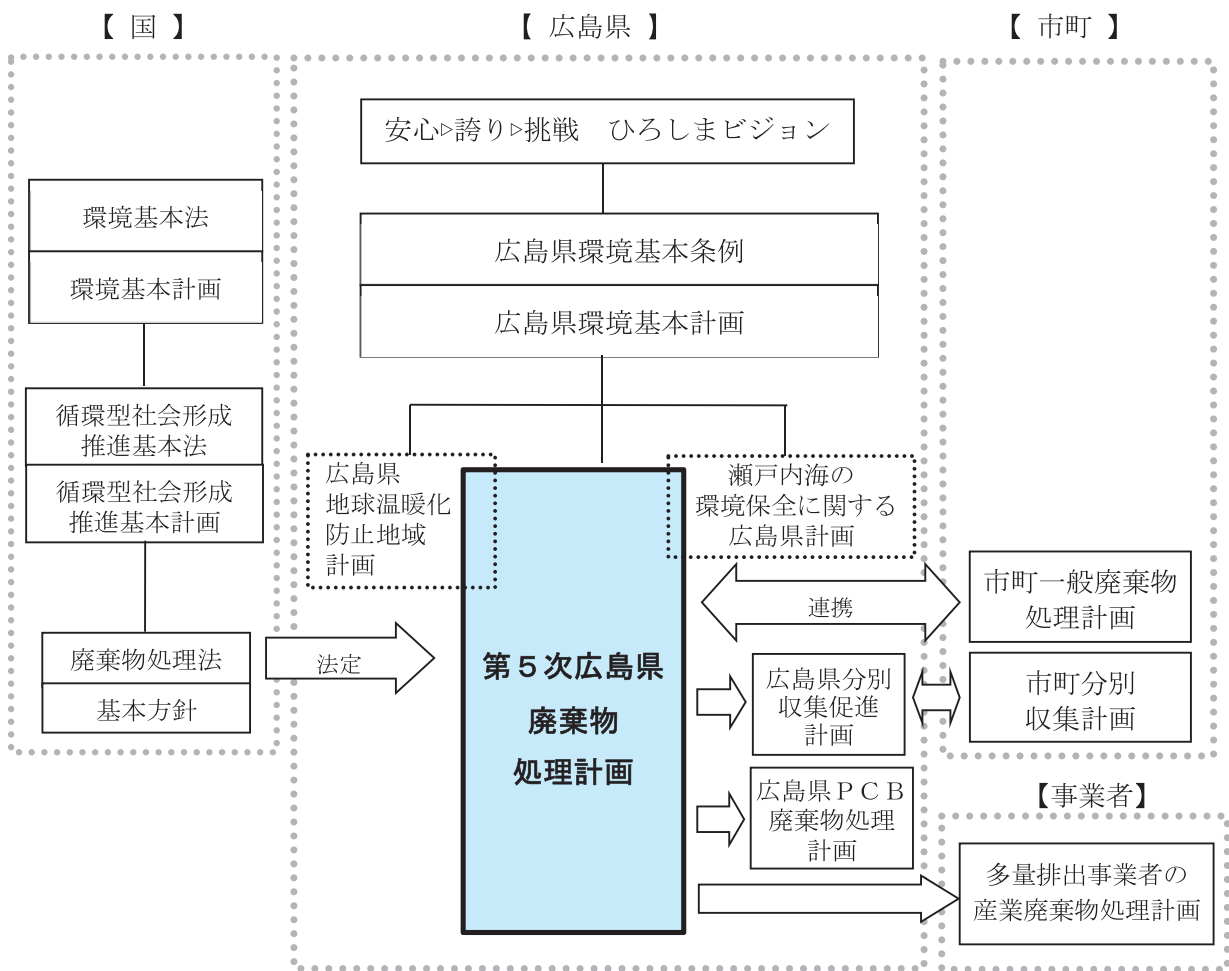 【 国 】
環境基本法
環境基本計画
循環型社会形成
推進基本法
循環型社会形成
推進基本計画
廃棄物処理法
基本方針
法定
【 広島県 】
安心▷誇り▷挑戦　ひろしまビジョン
広島県環境基本条例
広島県環境基本計画
広島県
地球温暖化
防止地域
計画
瀬戸内海の
環境保全に関する
広島県計画
第５次広島県
廃棄物
処理計画
連携
広島県分別
収集促進
計画
広島県ＰＣＢ
廃棄物処理
計画
【 市町 】
市町一般廃棄物
処理計画
市町分別
収集計画
【事業者】
多量排出事業者の
産業廃棄物処理計画